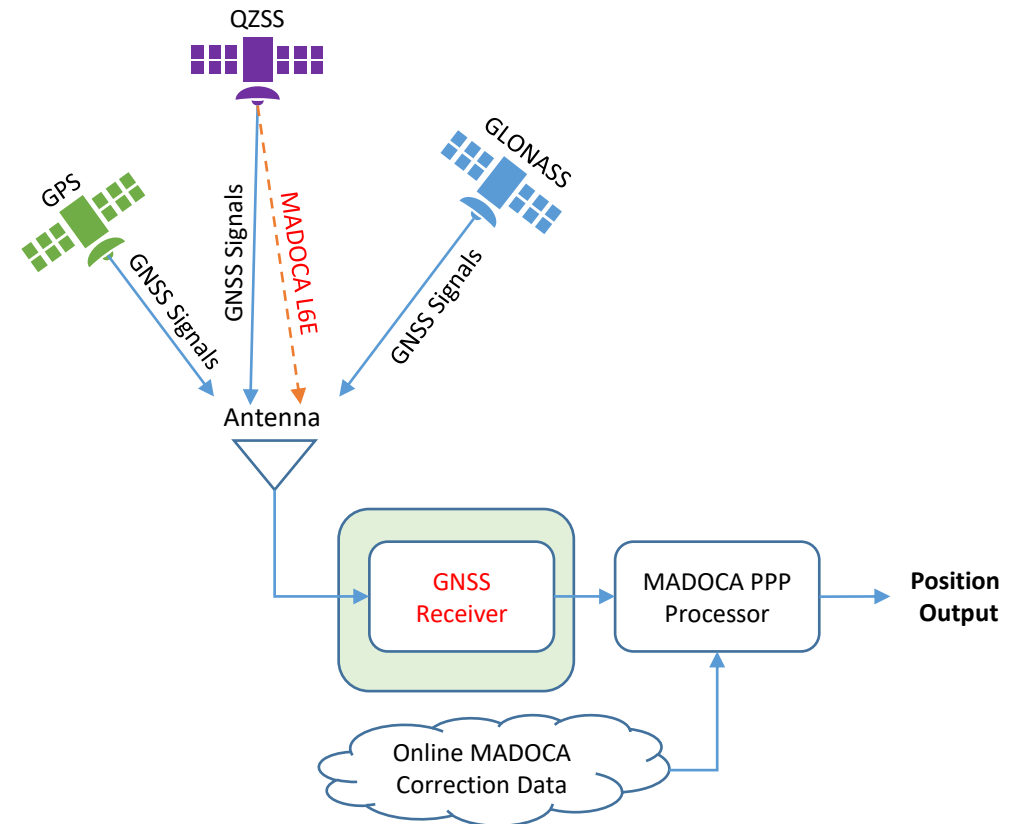 QZSS
GLONASS
GPS
GNSS Signals
GNSS Signals
MADOCA L6E
GNSS Signals
Antenna
GNSS
Receiver
MADOCA PPP
Processor
Position
Output
Online MADOCA
Correction Data